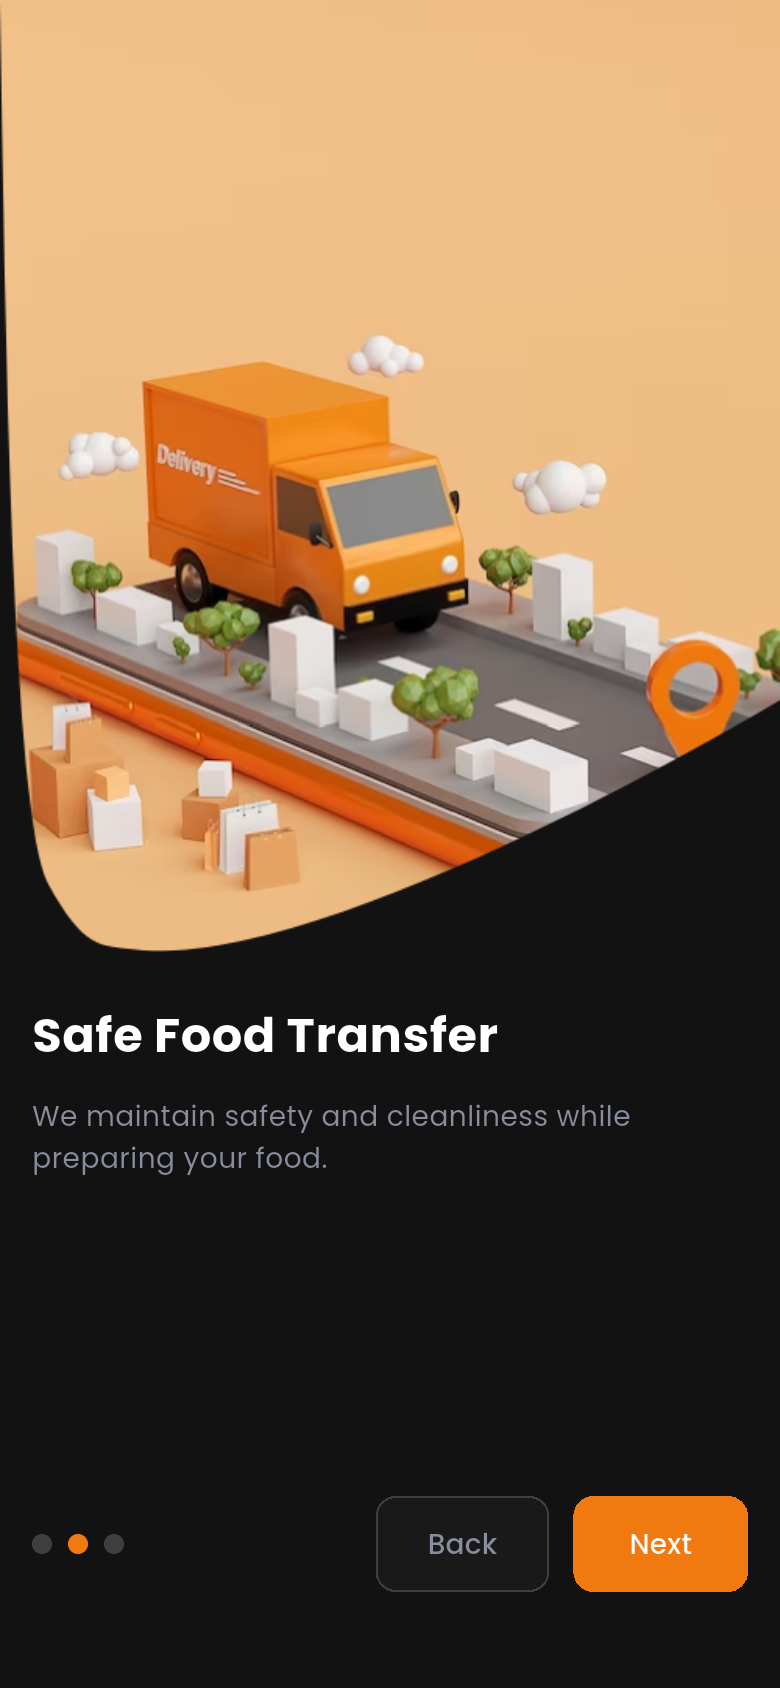 Delivery
Safe Food Transfer
We maintain safety and cleanliness while
preparing your food.
Back
Next